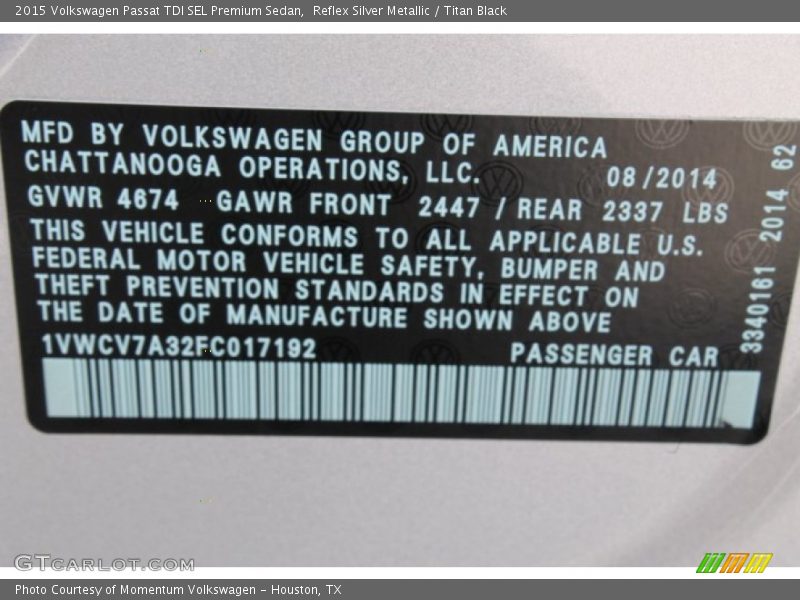 2015 Volkswagen Passat TDI SEL Premium Sedan,  Reflex Silver Metallic / Titan Black
MFD BY VOLKSWAGEN GROUP OF AMERICA
CHATTANOOGA OPERATIONS, LLC. 08/2014
GVWR 4674 GAWR FRONT 2447 / REAR 2337 LBS
THIS VEHICLE CONFORMS TO ALL APPLICABLE U.S.
FEDERAL MOTOR VEHICLE SAFETY, BUMPER AND
THEFT PREVENTION STANDARDS IN EFFECT ON
THE DATE OF MANUFACTURE SHOWN ABOVE
1VWCV7A32FC017192 PASSENGER CAR
3340161 2014 62
GTcarlot.com
Photo Courtesy of Momentum Volkswagen – Houston, TX